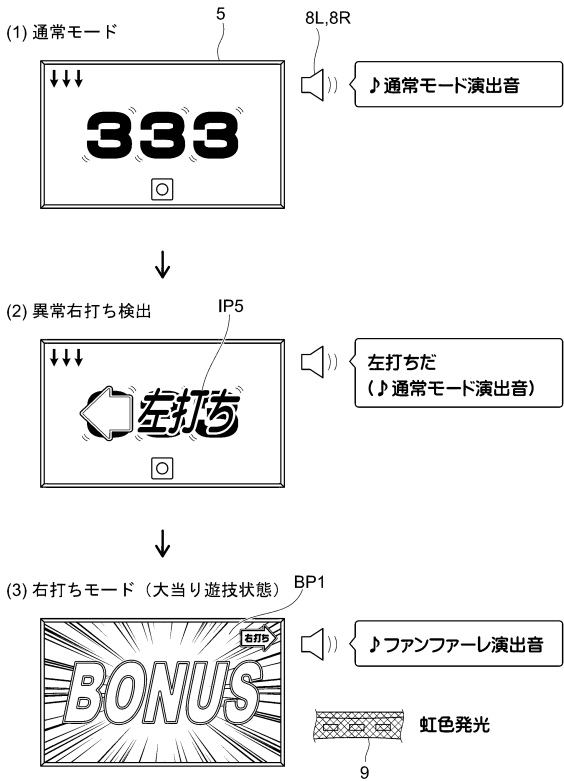 (1) 通常モード
5
8L,8R
333
♪通常モード演出音
(2) 異常右打ち検出
IP5
左打ち
左打ちだ
(♪通常モード演出音)
(3) 右打ちモード（大当り遊技状態）
BP1
右打ち
BONUS
♪ファンファーレ演出音
虹色発光
9